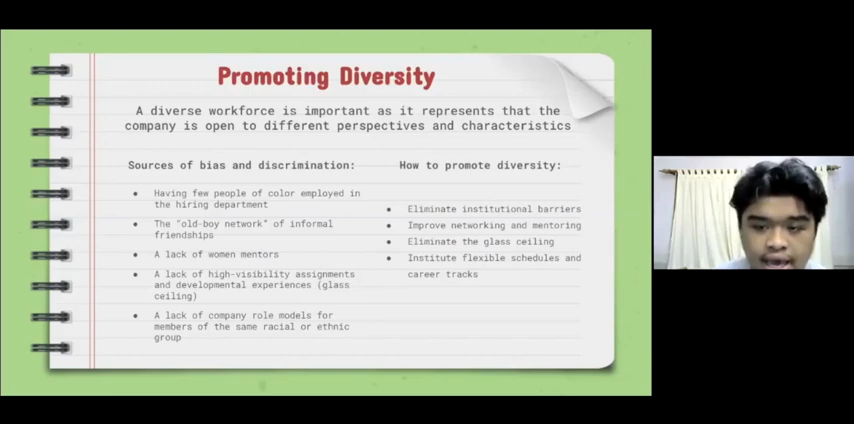 Promoting Diversity
A diverse workforce is important as it represents that the
company is open to different perspectives and characteristics
Sources of bias and discrimination:
● Having few people of color employed in
the hiring department
● The "old-boy network" of informal
friendships
● A lack of women mentors
● A lack of high-visibility assignments
and developmental experiences (glass
ceiling)
● A lack of company role models for
members of the same racial or ethnic
group
How to promote diversity:
● Eliminate institutional barriers
● Improve networking and mentoring
● Eliminate the glass ceiling
● Institute flexible schedules and
career tracks